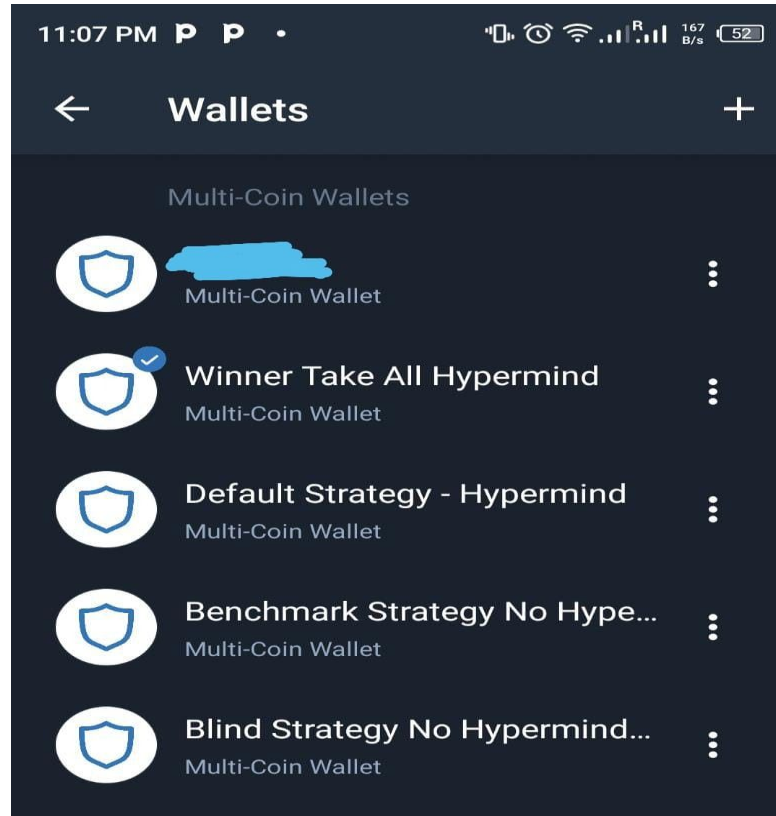 11:07 PM P P •
R 167 B/s 52
Wallets
Multi-Coin Wallets
Multi-Coin Wallet
Winner Take All Hypermind
Multi-Coin Wallet
Default Strategy - Hypermind
Multi-Coin Wallet
Benchmark Strategy No Hype...
Multi-Coin Wallet
Blind Strategy No Hypermind...
Multi-Coin Wallet